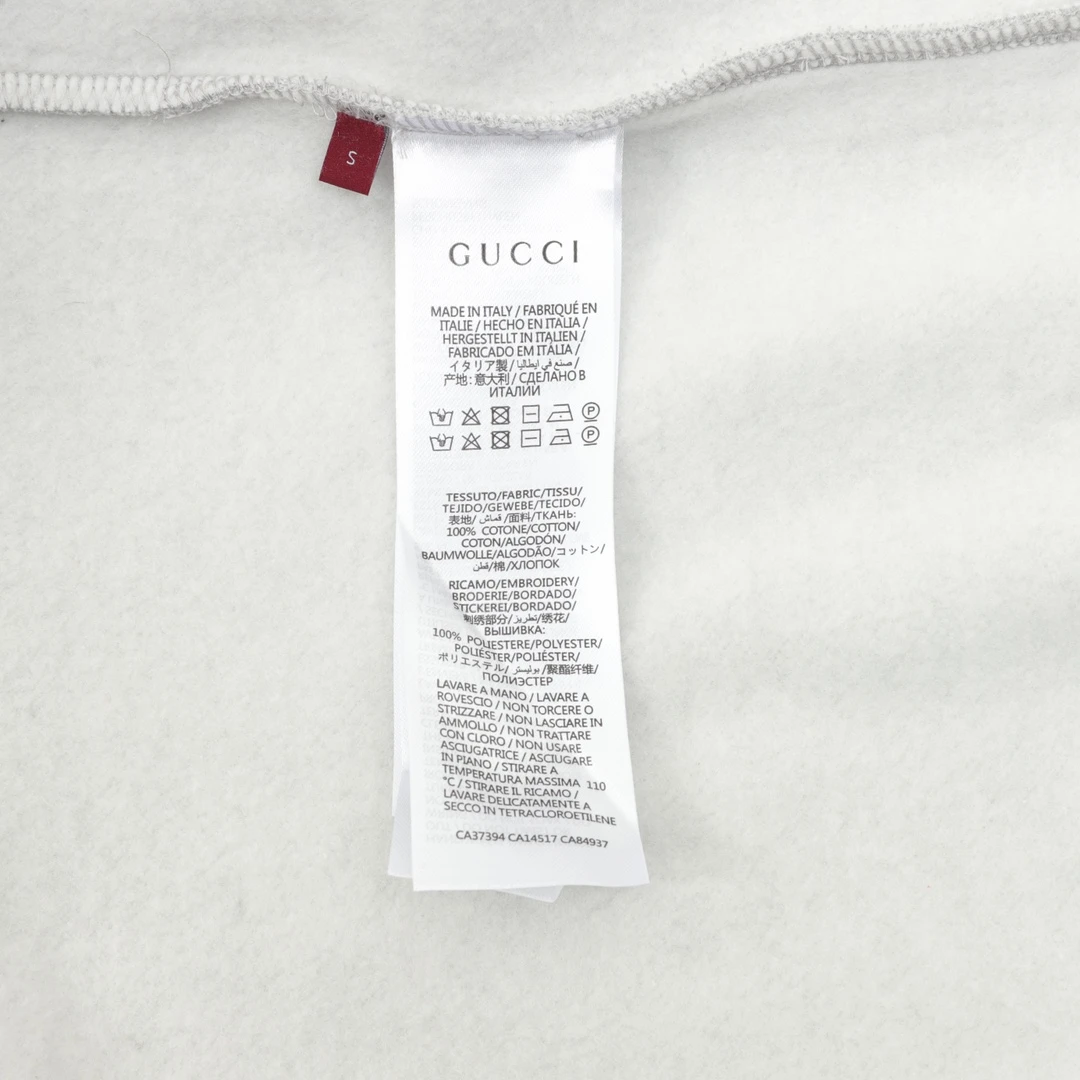 S
GUCCI
MADE IN ITALY / FABRIQUÉ EN
ITALIE / HECHO EN ITALIA /
HERGESTELLT IN ITALIEN /
FABRICADO EM ITÁLIA /
イタリア製 / صنع في إيطاليا /
产地: 意大利 / СДЕЛАНО В
ИТАЛИИ
P
P
TESSUTO/FABRIC/TISSU/
TEJIDO/GEWEBE/TECIDO/
表地/ قماش /面料/ТКАНЬ:
100% COTONE/COTTON/
COTON/ALGODÓN/
BAUMWOLLE/ALGODÃO/コットン/
قطن/棉/ХЛОПОК
RICAMO/EMBROIDERY/
BRODERIE/BORDADO/
STICKEREI/BORDADO/
刺绣部分/تطريز/绣花/
ВЫШИВКА:
100% POLIESTERE/POLYESTER/
POLIÉSTER/POLIÉSTER/
ポリエステル/ بوليستر /聚酯纤维/
ПОЛИЭСТЕР
LAVARE A MANO / LAVARE A
ROVESCIO / NON TORCERE O
STRIZZARE / NON LASCIARE IN
AMMOLLO / NON TRATTARE
CON CLORO / NON USARE
ASCIUGATRICE / ASCIUGARE
IN PIANO / STIRARE A
TEMPERATURA MASSIMA 110
°C / STIRARE IL RICAMO /
LAVARE DELICATAMENTE A
SECCO IN TETRACLOROETILENE
CA37394 CA14517 CA84937